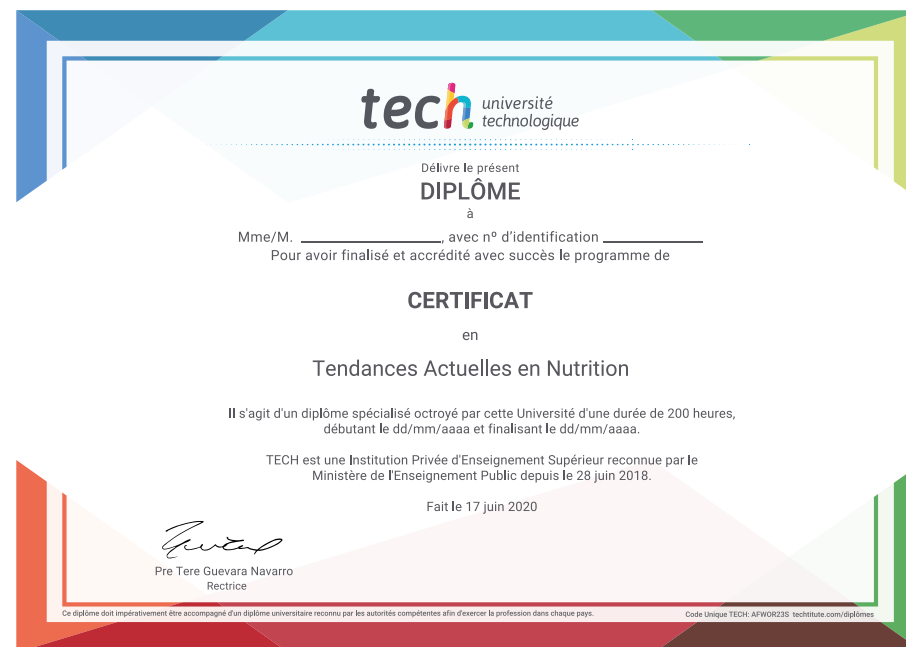 tech université
technologique
Délivre le présent
DIPLÔME
à
Mme/M. ____________________, avec nº d'identification ______________
Pour avoir finalisé et accrédité avec succès le programme de
CERTIFICAT
en
Tendances Actuelles en Nutrition
Il s'agit d'un diplôme spécialisé octroyé par cette Université d'une durée de 200 heures,
débutant le dd/mm/aaaa et finalisant le dd/mm/aaaa.
TECH est une Institution Privée d'Enseignement Supérieur reconnue par le
Ministère de l'Enseignement Public depuis le 28 juin 2018.
Fait le 17 juin 2020
Pre Tere Guevara Navarro
Rectrice
Ce diplôme doit impérativement être accompagné d'un diplôme universitaire reconnu par les autorités compétentes afin d'exercer la profession dans chaque pays.
Code Unique TECH: AFWOR23S techtitute.com/diplômes